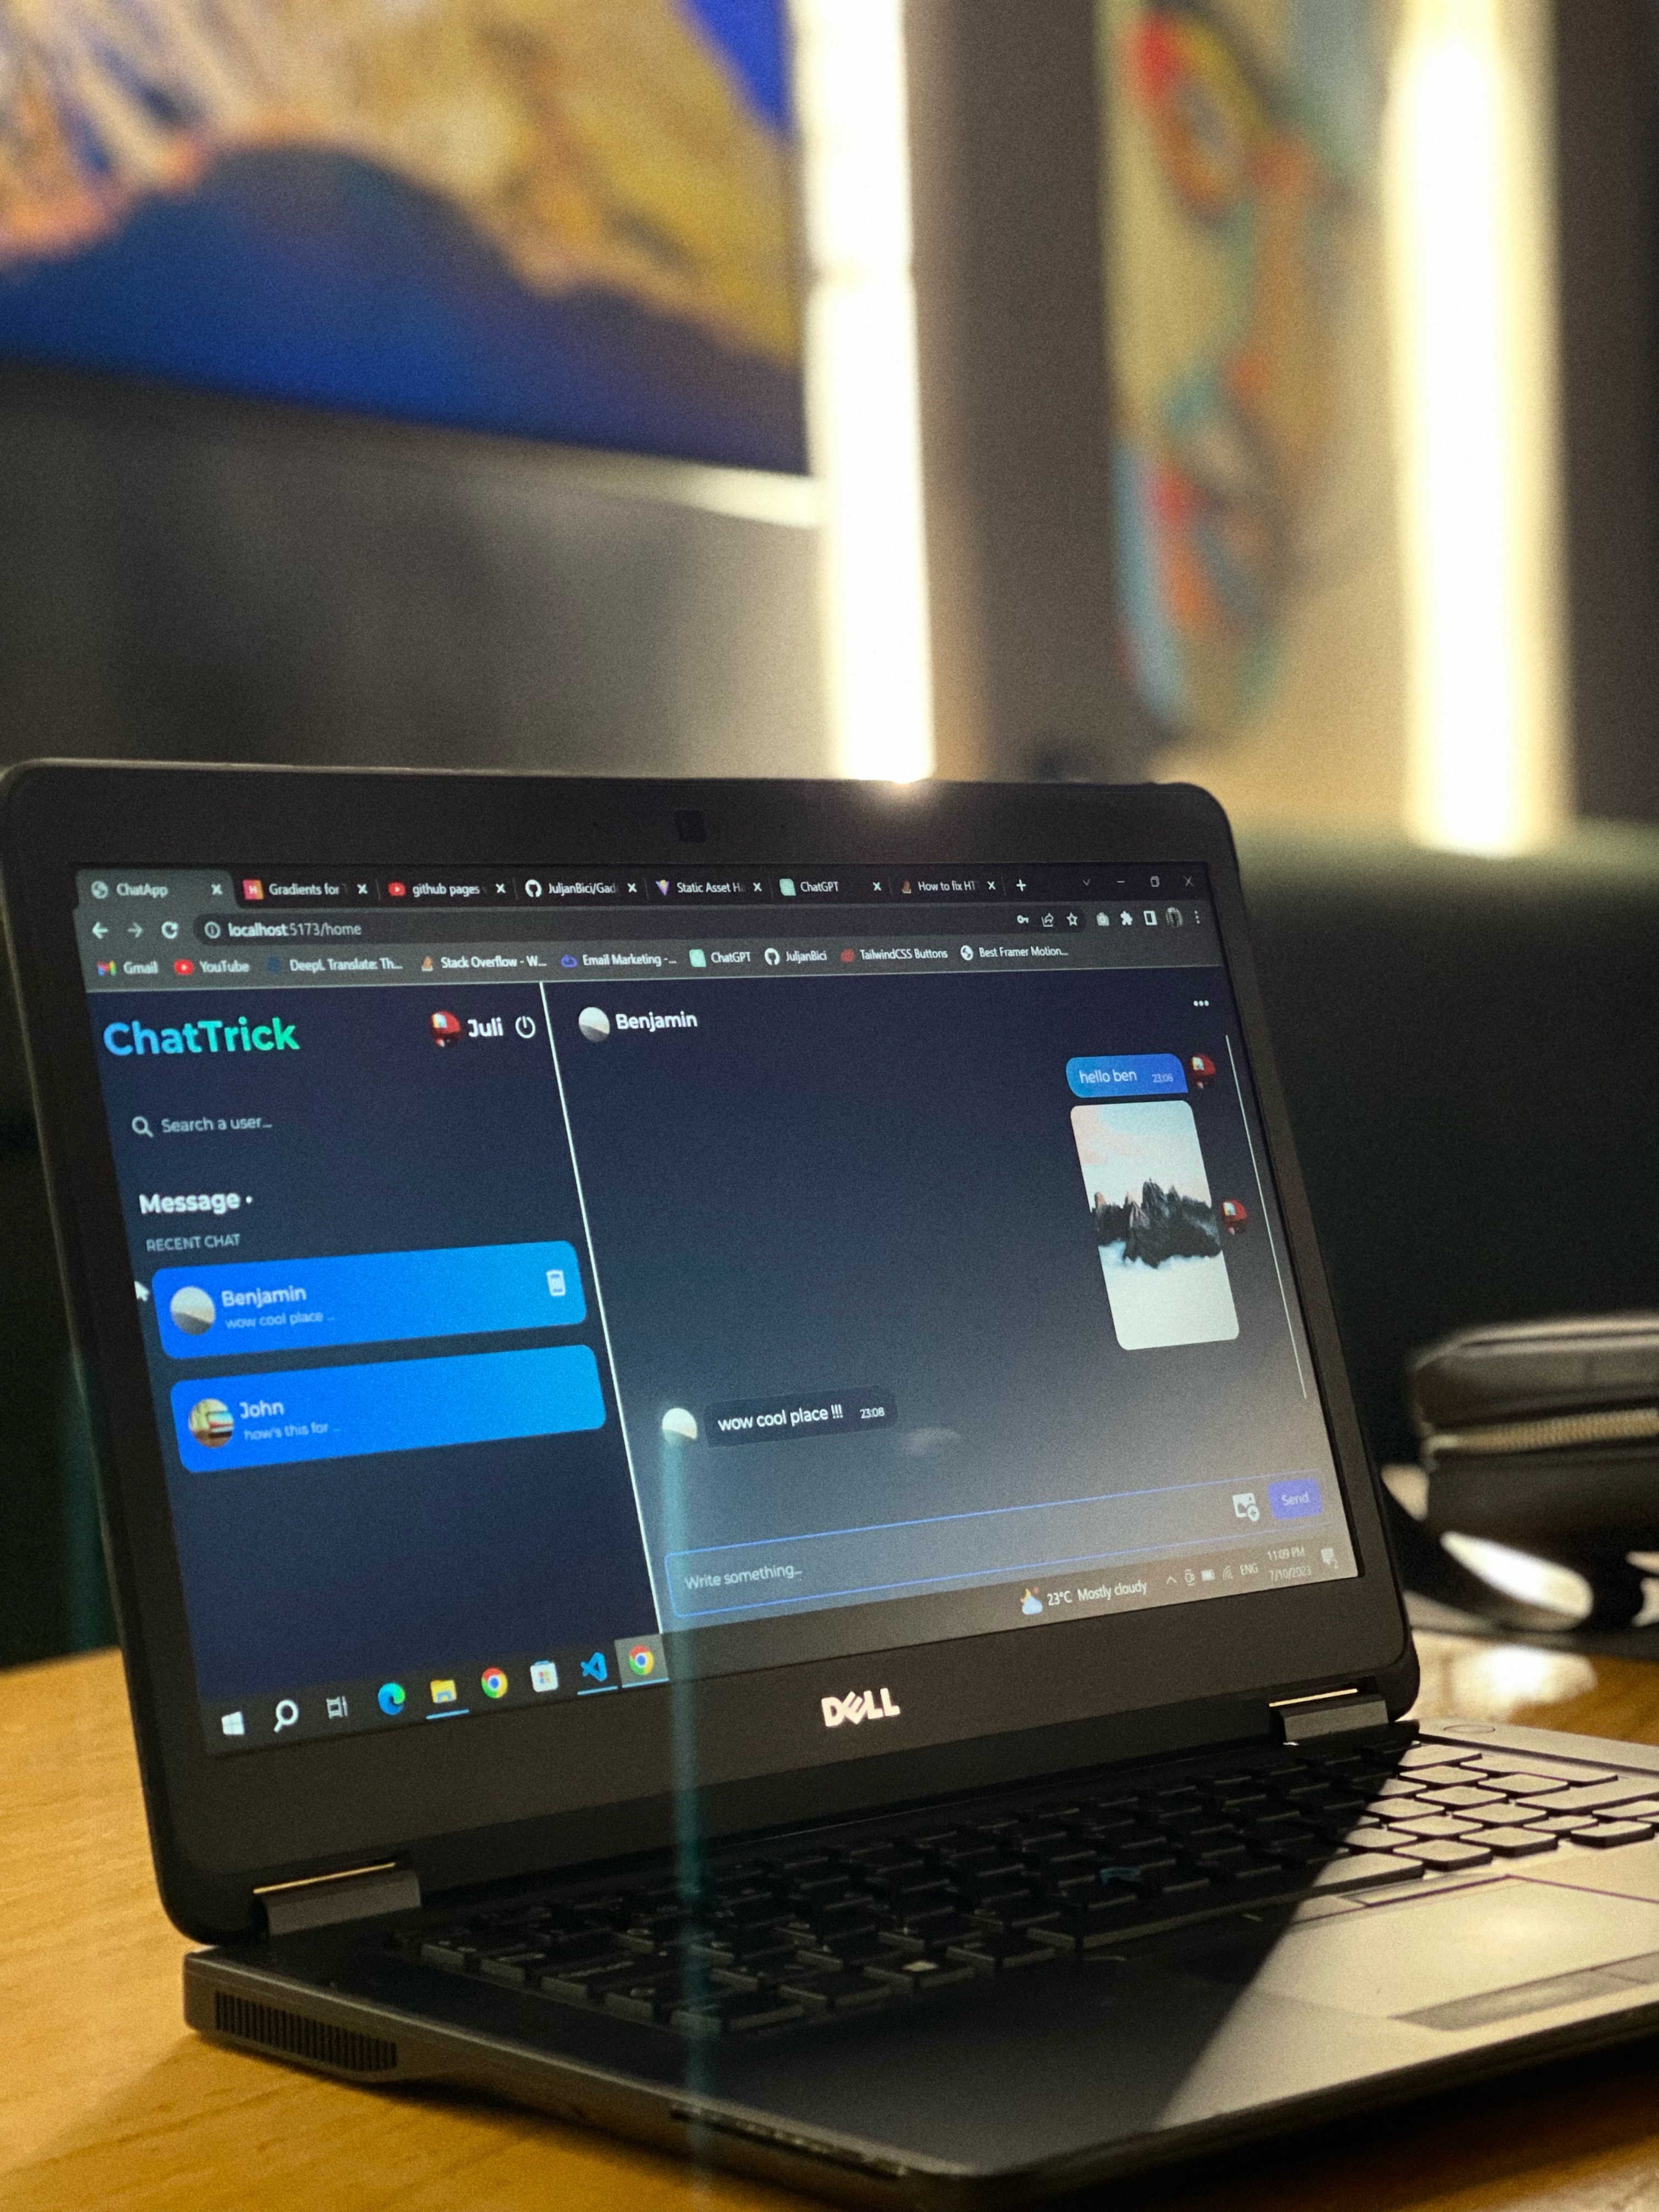 ChatApp
Gradients for
github pages
JuljanBici/Gad
Static Asset H
ChatGPT
How to fix HT
localhost:5173/home
Gmail
YouTube
DeepL Translate: Th...
Stack Overflow - W...
Email Marketing -...
ChatGPT
JuljanBici
TailwindCSS Buttons
Best Framer Motion...
ChatTrick
Juli
Benjamin
hello ben 23:06
Search a user...
Message •
RECENT CHAT
Benjamin
wow cool place ...
John
how's this for ...
wow cool place !!! 23:08
Write something...
Send
23°C Mostly cloudy
ENG
11:09 PM
7/10/2023
DELL